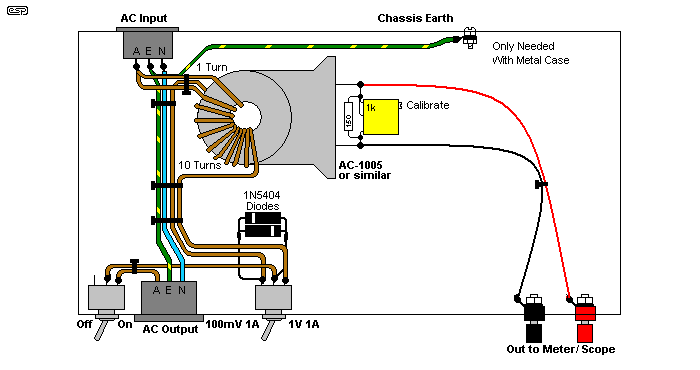 esp
AC Input
Chassis Earth
A E N
Only Needed
With Metal Case
1 Turn
1k
Calibrate
150
10 Turns
AC-1005
or similar
1N5404
Diodes
A E N
Off
On
AC Output
100mV 1A
1V 1A
Out to Meter/ Scope